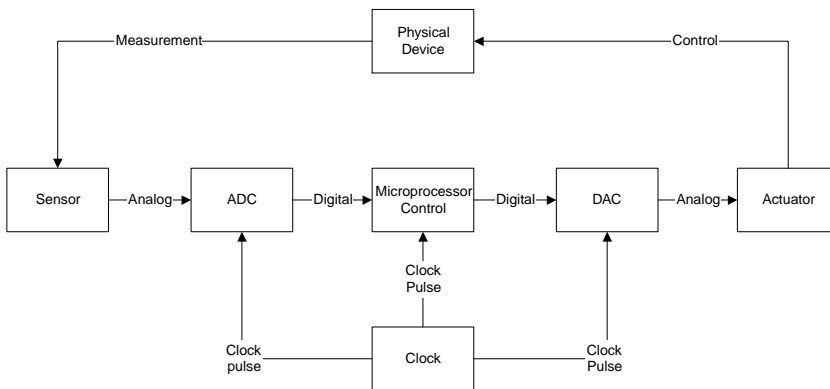 Physical
Device
Measurement
Control
Sensor
Analog
ADC
Digital
Microprocessor
Control
Digital
DAC
Analog
Actuator
Clock
Pulse
Clock
pulse
Clock
Clock
Pulse